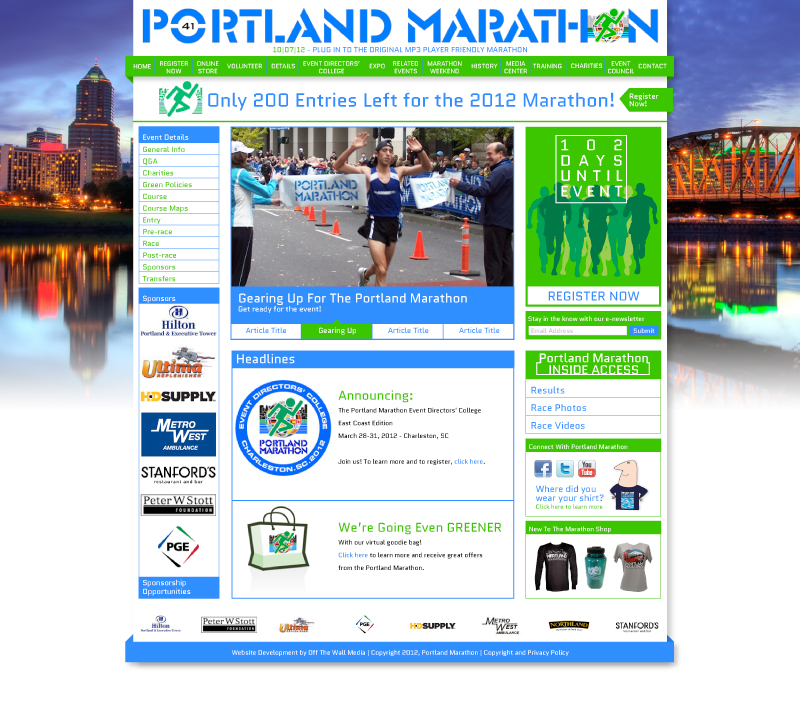 PORTLAND MARATHON
41
10|07|12 - PLUG IN TO THE ORIGINAL MP3 PLAYER FRIENDLY MARATHON
HOME
REGISTER NOW
ONLINE STORE
VOLUNTEER
DETAILS
EVENT DIRECTORS' COLLEGE
EXPO
RELATED EVENTS
MARATHON WEEKEND
HISTORY
MEDIA CENTER
TRAINING
CHARITIES
EVENT COUNCIL
CONTACT
Only 200 Entries Left for the 2012 Marathon!
Register
Now!
Event Details
General Info
Q&A
Charities
Green Policies
Course
Course Maps
Entry
Pre-race
Race
Post-race
Sponsors
Transfers
Sponsors
Hilton
Portland & Executive Tower
Ultima
REPLENISHER
HD SUPPLY
METRO
WEST
AMBULANCE
STANFORD'S
restaurant and bar
PETER W STOTT
FOUNDATION
PGE
Sponsorship
Opportunities
PORTLAND
MARATHON
PORTLAND
MARATHON
Gearing Up For The Portland Marathon
Get ready for the event!
Article Title
Gearing Up
Article Title
Article Title
Headlines
EVENT DIRECTORS' COLLEGE
PORTLAND
MARATHON
CHARLESTON, SC 2012
Announcing:
The Portland Marathon Event Directors' College
East Coast Edition
March 28-31, 2012 - Charleston, SC
Join us! To learn more and to register, click here.
We're Going Even GREENER
With our virtual goodie bag!
Click here to learn more and receive great offers
from the Portland Marathon.
102
DAYS
UNTIL
EVENT
REGISTER NOW
Stay in the know with our e-newsletter
Email Address
Submit
Portland Marathon
INSIDE ACCESS
Results
Race Photos
Race Videos
Connect With Portland Marathon
You
Tube
Where did you
wear your shirt?
Click here to learn more
New To The Marathon Shop
Hilton
Portland & Executive Tower
PETER W STOTT
FOUNDATION
Ultima
REPLENISHER
PGE
HD SUPPLY
METRO
WEST
AMBULANCE
NORTHLAND
STANFORD'S
restaurant and bar
Website Development by Off The Wall Media | Copyright 2012, Portland Marathon | Copyright and Privacy Policy